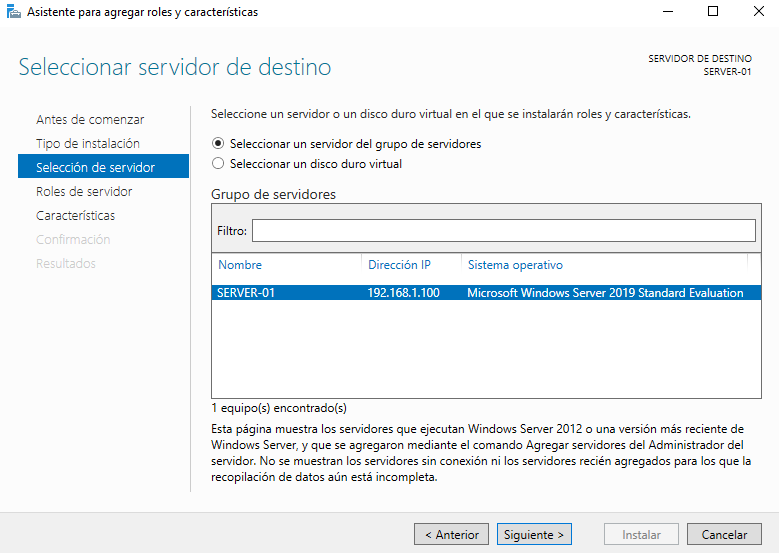 Asistente para agregar roles y características
Seleccionar servidor de destino
SERVIDOR DE DESTINO
SERVER-01
Antes de comenzar
Tipo de instalación
Selección de servidor
Roles de servidor
Características
Confirmación
Resultados
Seleccione un servidor o un disco duro virtual en el que se instalarán roles y características.
Seleccionar un servidor del grupo de servidores
Seleccionar un disco duro virtual
Grupo de servidores
Filtro:
Nombre Dirección IP Sistema operativo
SERVER-01 192.168.1.100 Microsoft Windows Server 2019 Standard Evaluation
1 equipo(s) encontrado(s)
Esta página muestra los servidores que ejecutan Windows Server 2012 o una versión más reciente de
Windows Server, y que se agregaron mediante el comando Agregar servidores del Administrador del
servidor. No se muestran los servidores sin conexión ni los servidores recién agregados para los que la
recopilación de datos aún está incompleta.
< Anterior Siguiente > Instalar Cancelar